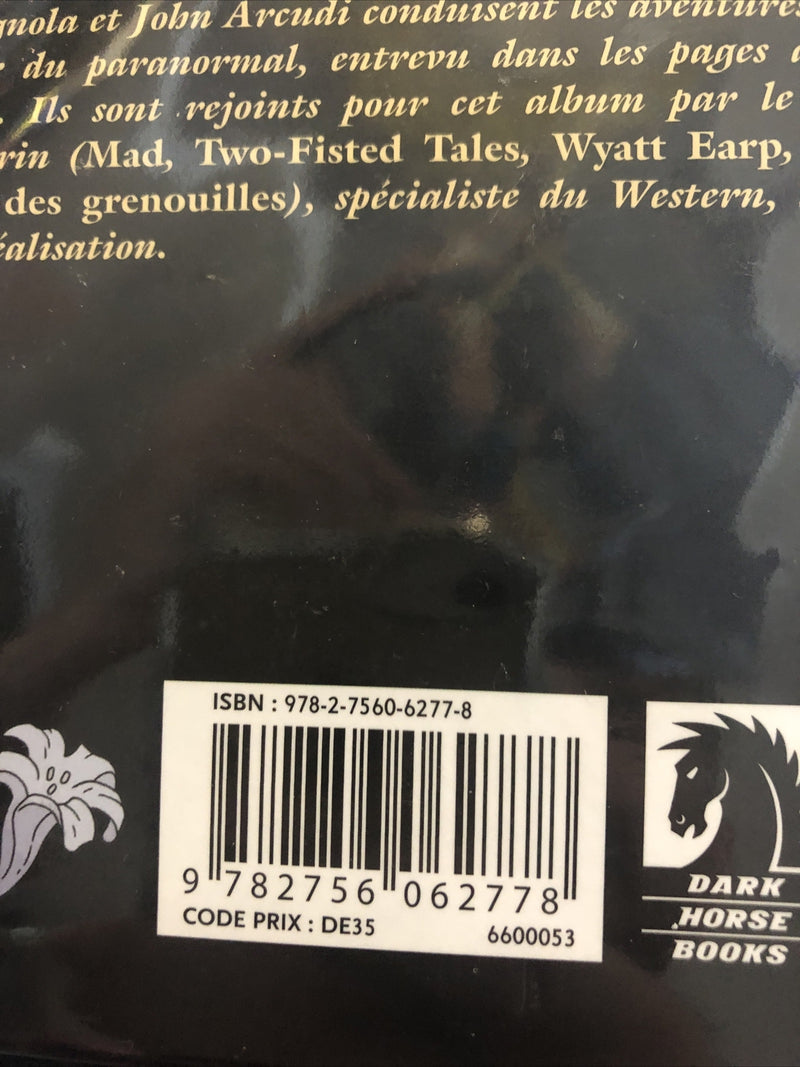 gnola et John Arcudi conduisent les aventures
du paranormal, entrevu dans les pages
. Ils sont rejoints pour cet album par le
rin (Mad, Two-Fisted Tales, Wyatt Earp,
des grenouilles), spécialiste du Western,
éalisation.
ISBN : 978-2-7560-6277-8
9 782756 062778
CODE PRIX : DE35
6600053
DARK
HORSE
BOOKS